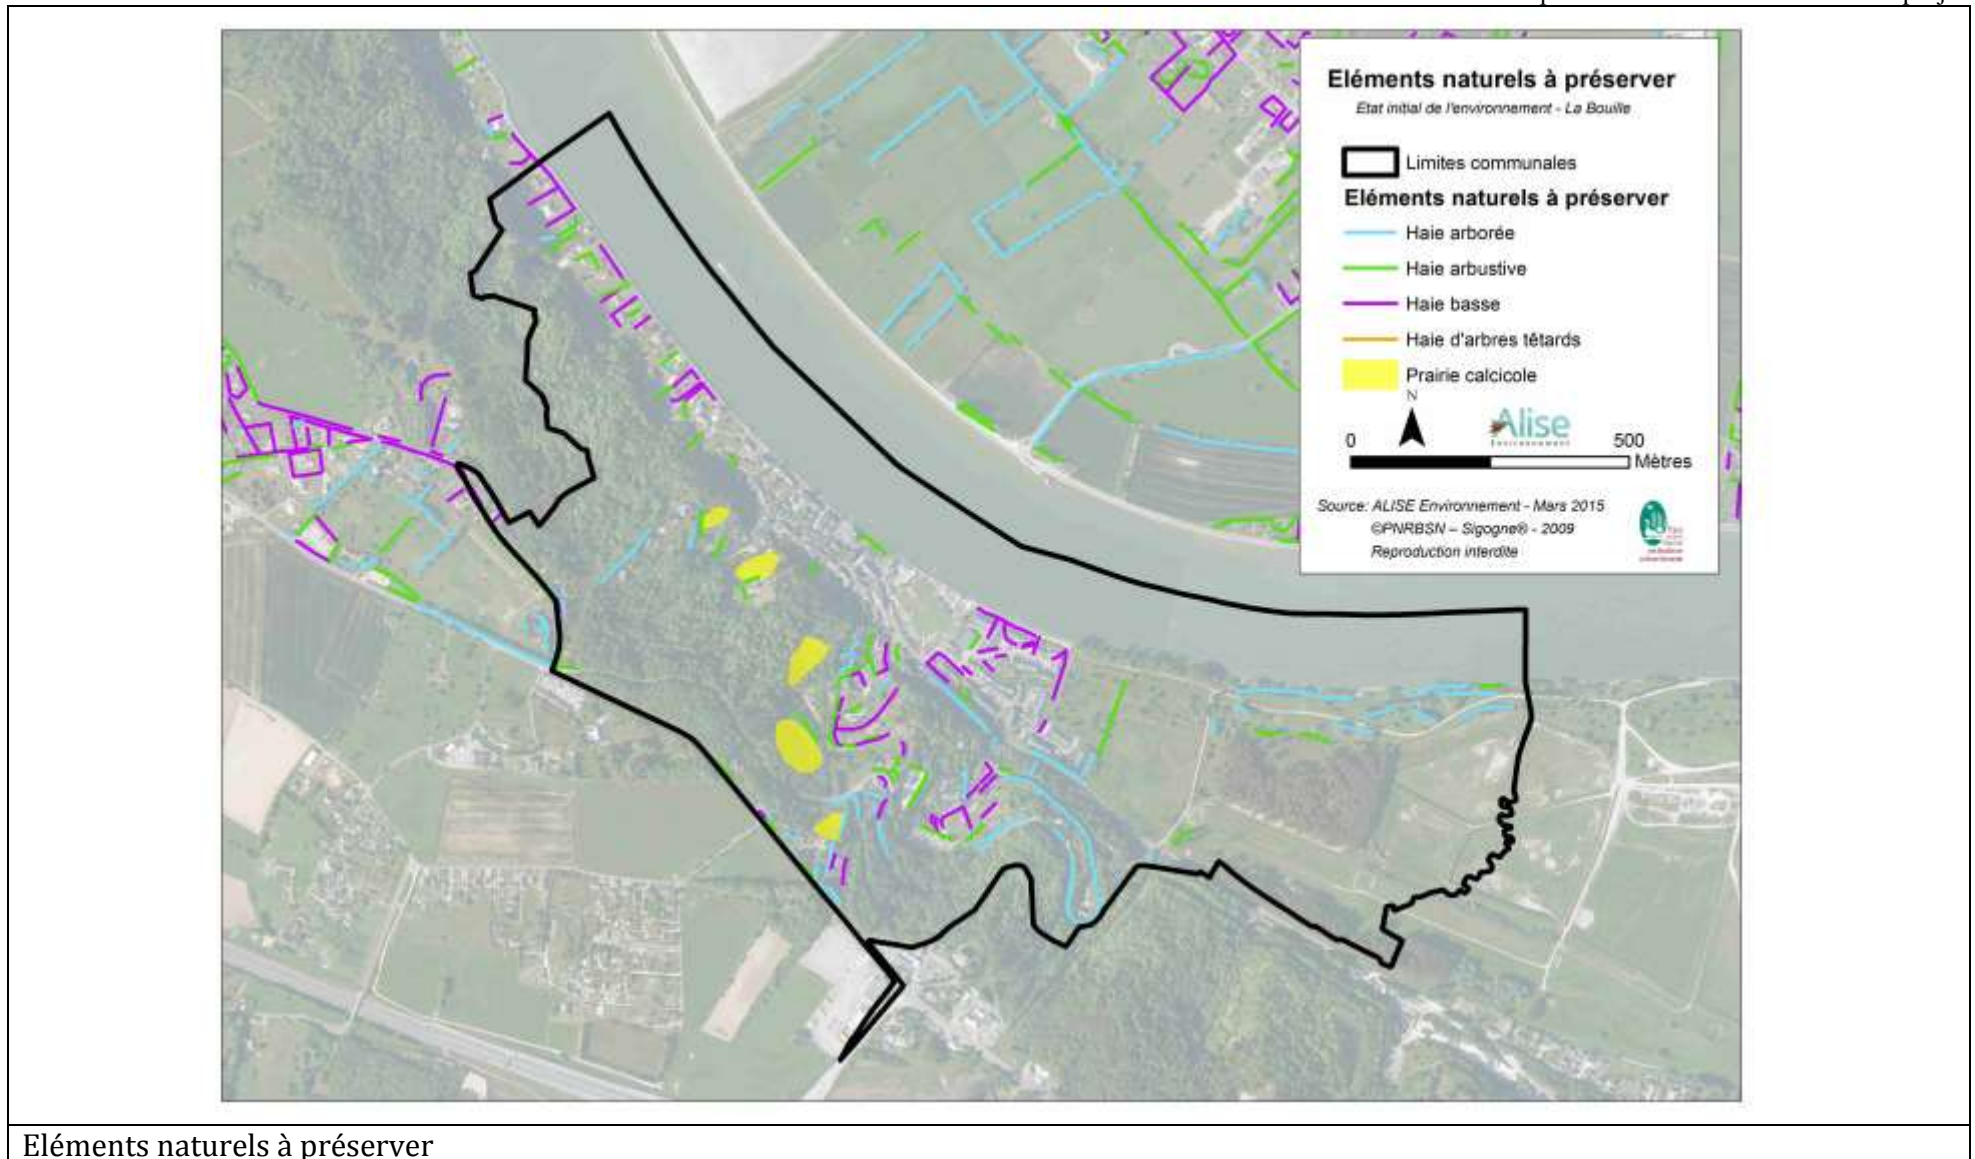 Eléments naturels à préserver
Etat initial de l'environnement - La Bouille
Limites communales
Eléments naturels à préserver
Haie arborée
Haie arbustive
Haie basse
Haie d'arbres têtards
Prairie calcicole
N
Alise
Environnement
0 500
Mètres
Source: ALISE Environnement - Mars 2015
©PNRBSN – Sigogne® - 2009
Reproduction interdite
Eléments naturels à préserver